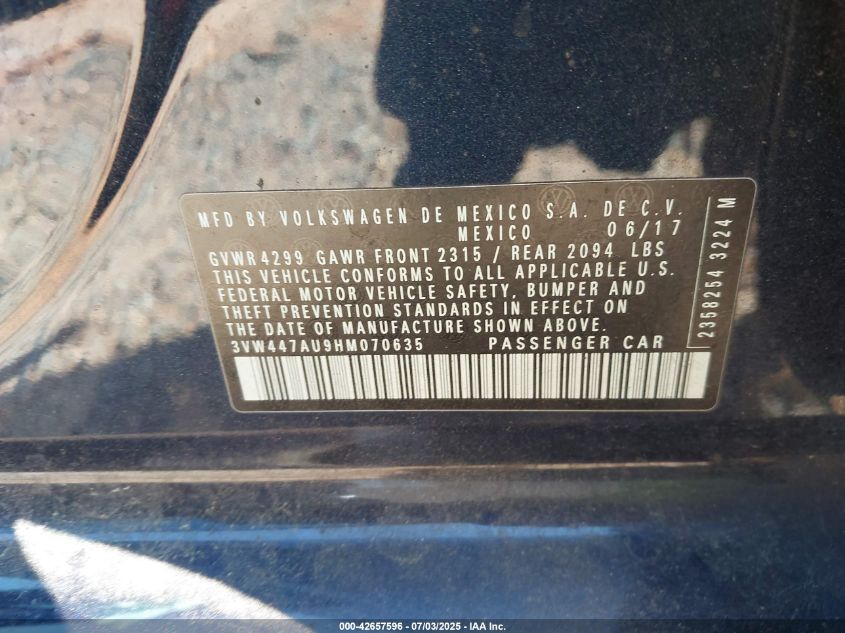 MFD BY VOLKSWAGEN DE MEXICO S.A. DE C.V.
MEXICO 06/17
GVWR 4299 GAWR FRONT 2315 / REAR 2094 LBS
THIS VEHICLE CONFORMS TO ALL APPLICABLE U.S.
FEDERAL MOTOR VEHICLE SAFETY, BUMPER AND
THEFT PREVENTION STANDARDS IN EFFECT ON
THE DATE OF MANUFACTURE SHOWN ABOVE.
3VW447AU9HM070635 PASSENGER CAR
2358254 3224 M
000-42657596 - 07/03/2025 - IAA Inc.